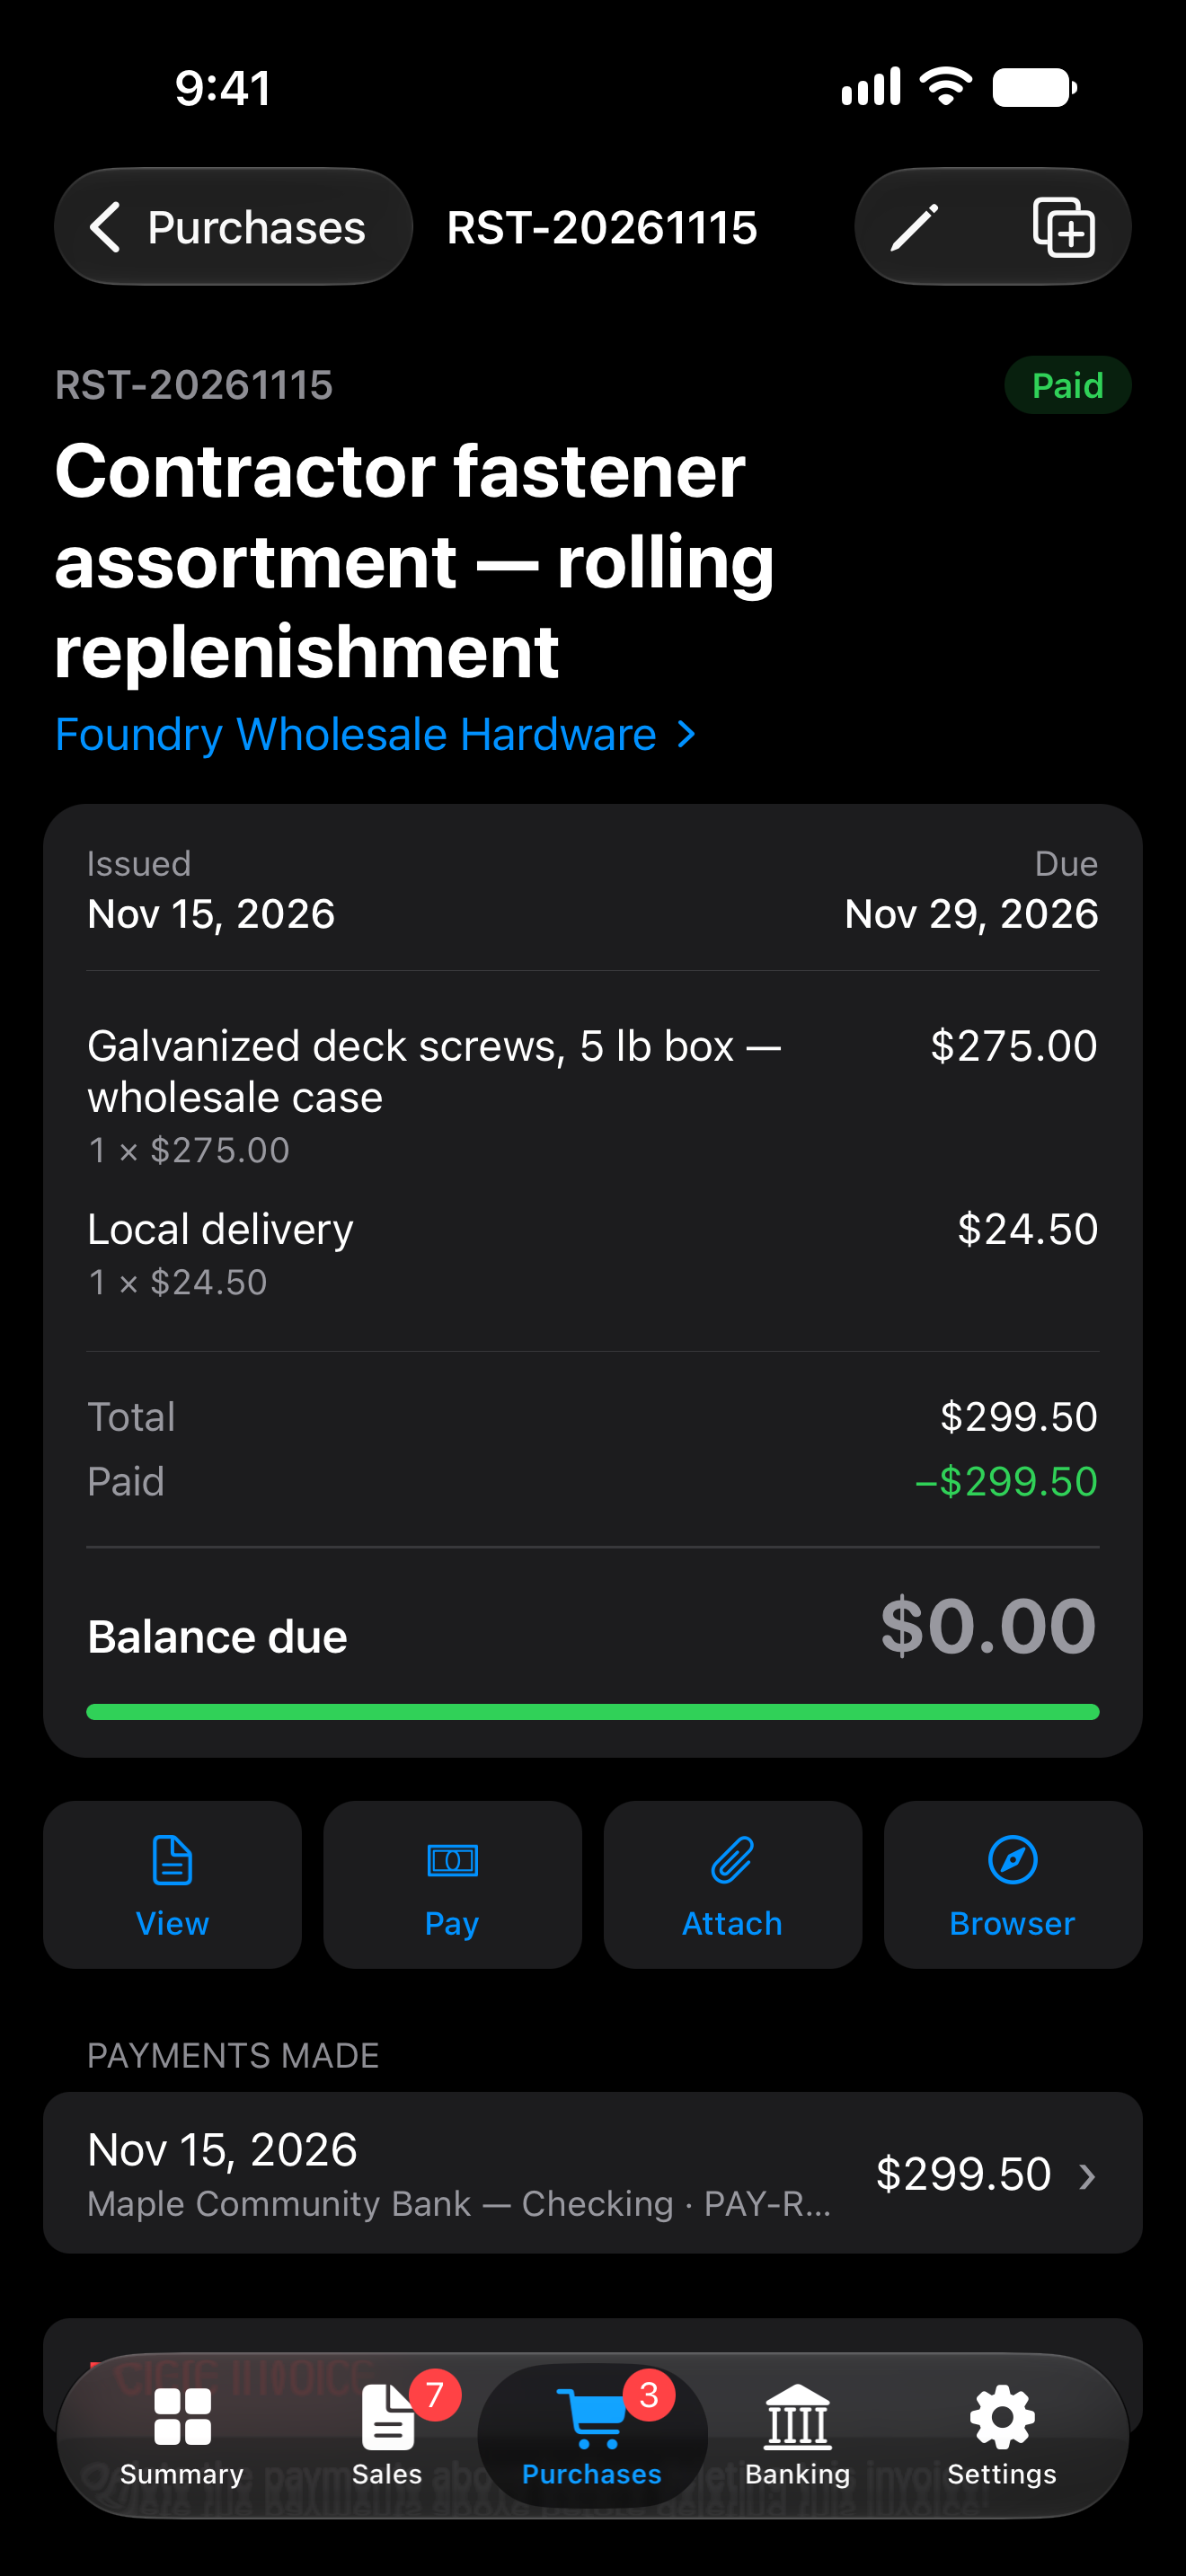 9:41
Purchases
RST-20261115
RST-20261115
Paid
Contractor fastener
assortment — rolling
replenishment
Foundry Wholesale Hardware
Issued
Due
Nov 15, 2026
Nov 29, 2026
Galvanized deck screws, 5 lb box —
$275.00
wholesale case
1 × $275.00
Local delivery
$24.50
1 × $24.50
Total
$299.50
Paid
–$299.50
Balance due
$0.00
View
Pay
Attach
Browser
PAYMENTS MADE
Nov 15, 2026
$299.50
Maple Community Bank — Checking · PAY-R...
7
3
Summary
Sales
Purchases
Banking
Settings